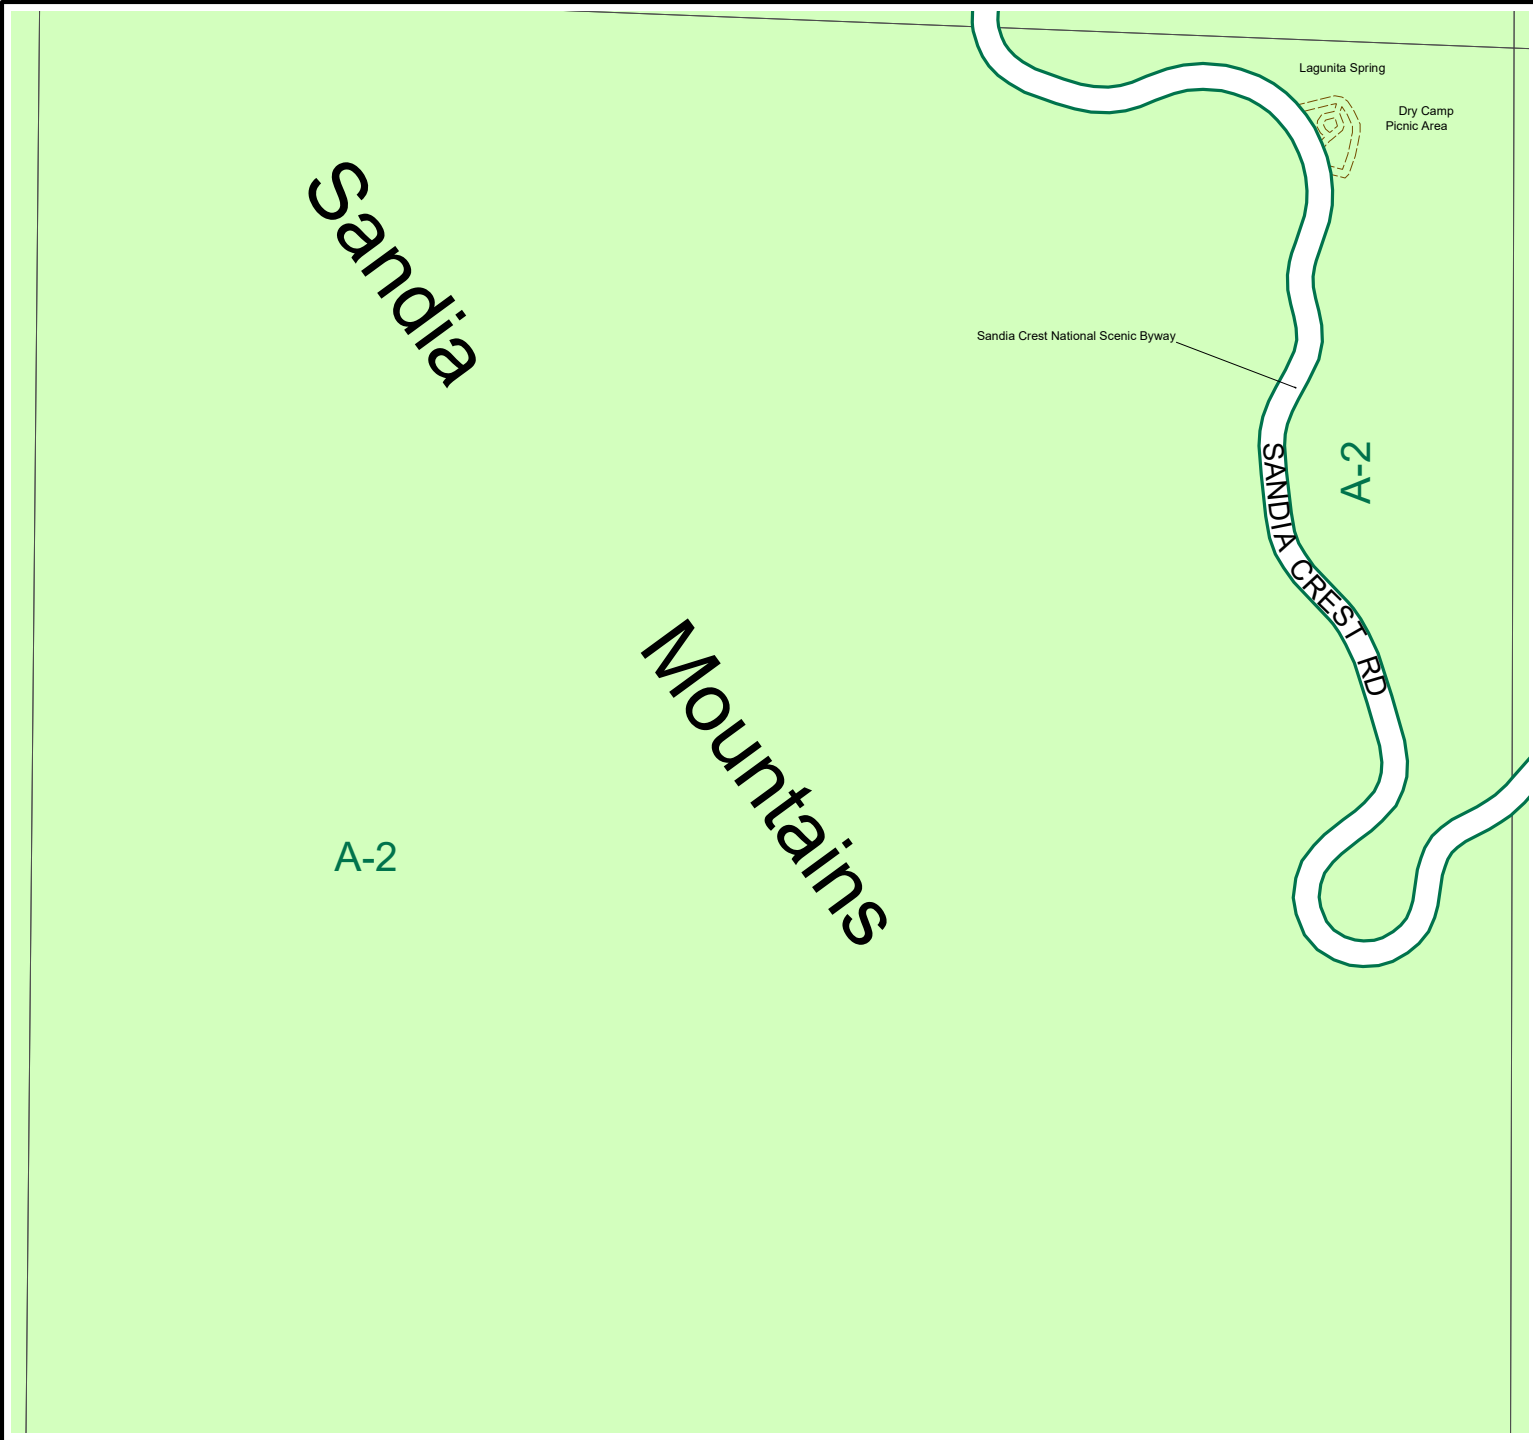 Lagunita Spring
Dry Camp
Picnic Area
Sandia
Sandia Crest National Scenic Byway
A-2
SANDIA CREST RD
Mountains
A-2